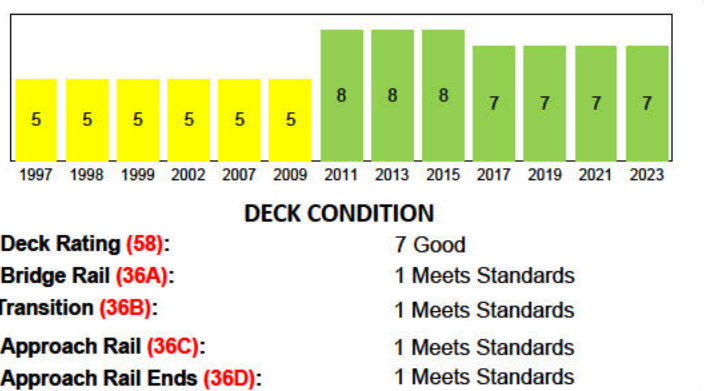 5 5 5 5 5 5 8 8 8 7 7 7 7
1997 1998 1999 2002 2007 2009 2011 2013 2015 2017 2019 2021 2023
DECK CONDITION
Deck Rating (58): 7 Good
Bridge Rail (36A): 1 Meets Standards
Transition (36B): 1 Meets Standards
Approach Rail (36C): 1 Meets Standards
Approach Rail Ends (36D): 1 Meets Standards